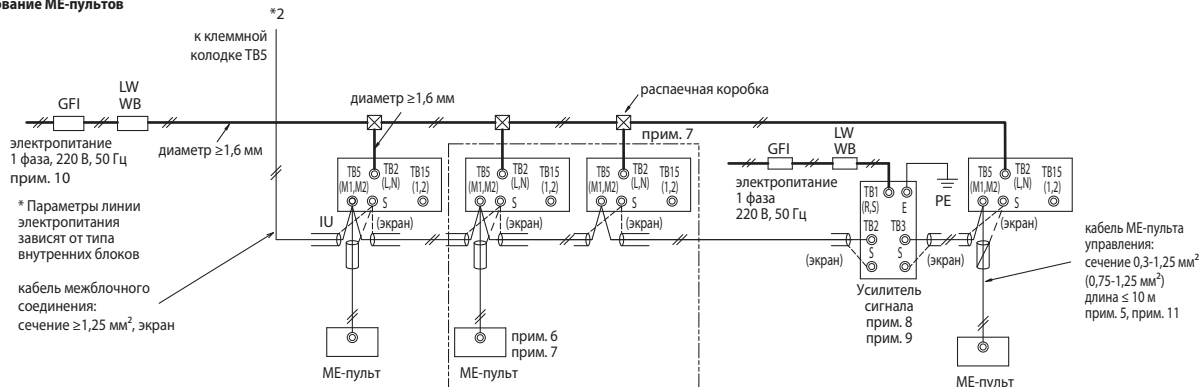 ование МЕ-пультов
*2
к клеммной
колодке TB5
GFI
LW
WB
диаметр ≥1,6 мм
распаечная коробка
электропитание
1 фаза, 220 В, 50 Гц
прим. 10
диаметр ≥1,6 мм
прим. 7
GFI
LW
WB
электропитание
1 фаза
220 В, 50 Гц
* Параметры линии
электропитания
зависят от типа
внутренних блоков
TB5
(M1,M2)
TB2
(L,N)
TB15
(1,2)
S
IU
(экран)
TB5
(M1,M2)
TB2
(L,N)
TB15
(1,2)
S
(экран)
TB5
(M1,M2)
TB2
(L,N)
TB15
(1,2)
S
(экран)
TB1
(R,S)
E
PE
TB2
TB3
S
S
(экран)
(экран)
Усилитель
сигнала
прим. 8
прим. 9
TB5
(M1,M2)
TB2
(L,N)
TB15
(1,2)
S
(экран)
кабель межблочного
соединения:
сечение ≥1,25 мм², экран
кабель МЕ-пульта
управления:
сечение 0,3-1,25 мм²
(0,75-1,25 мм²)
длина ≤ 10 м
прим. 5, прим. 11
МЕ-пульт
прим. 6
прим. 7
МЕ-пульт
МЕ-пульт